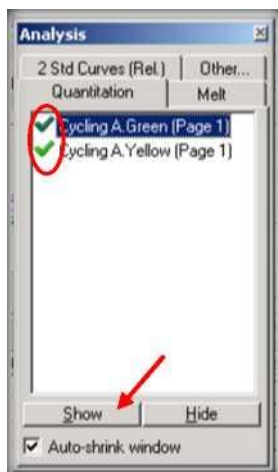 Analysis
2 Std Curves (Rel.)
Other...
Quantitation
Melt
Cycling A.Green (Page 1)
Cycling A.Yellow (Page 1)
Show
Hide
Auto-shrink window